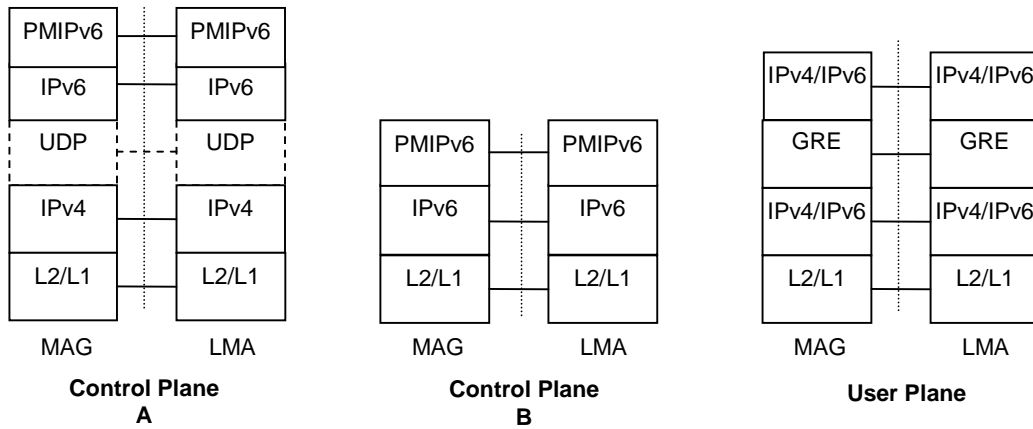 PMIPv6 PMIPv6
IPv6 IPv6
UDP UDP
IPv4 IPv4
L2/L1 L2/L1
MAG LMA
Control Plane
A
PMIPv6 PMIPv6
IPv6 IPv6
L2/L1 L2/L1
MAG LMA
Control Plane
B
IPv4/IPv6 IPv4/IPv6
GRE GRE
IPv4/IPv6 IPv4/IPv6
L2/L1 L2/L1
MAG LMA
User Plane